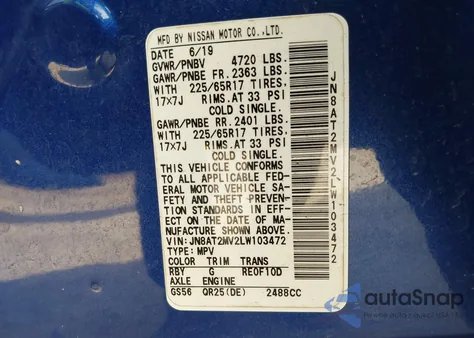 MFD BY NISSAN MOTOR CO.,LTD.
DATE 6/19
GVWR/PNBV 4720 LBS.
GAWR/PNBE FR. 2363 LBS.
WITH 225/65R17 TIRES.
17×7J RIMS.AT 33 PSI
COLD SINGLE.
GAWR/PNBE RR. 2401 LBS.
WITH 225/65R17 TIRES.
17×7J RIMS.AT 33 PSI
COLD SINGLE.
THIS VEHICLE CONFORMS
TO ALL APPLICABLE FED-
ERAL MOTOR VEHICLE SA-
FETY AND THEFT PREVEN-
TION STANDARDS IN EFF-
ECT ON THE DATE OF MA-
NUFACTURE SHOWN ABOVE.
VIN:JN8AT2MV2LW103472
TYPE: MPV
COLOR TRIM TRANS
RBY G RE0F10D
AXLE ENGINE
GS56 QR25(DE) 2488CC
JN8AT2MV2LW103472
autoSnap